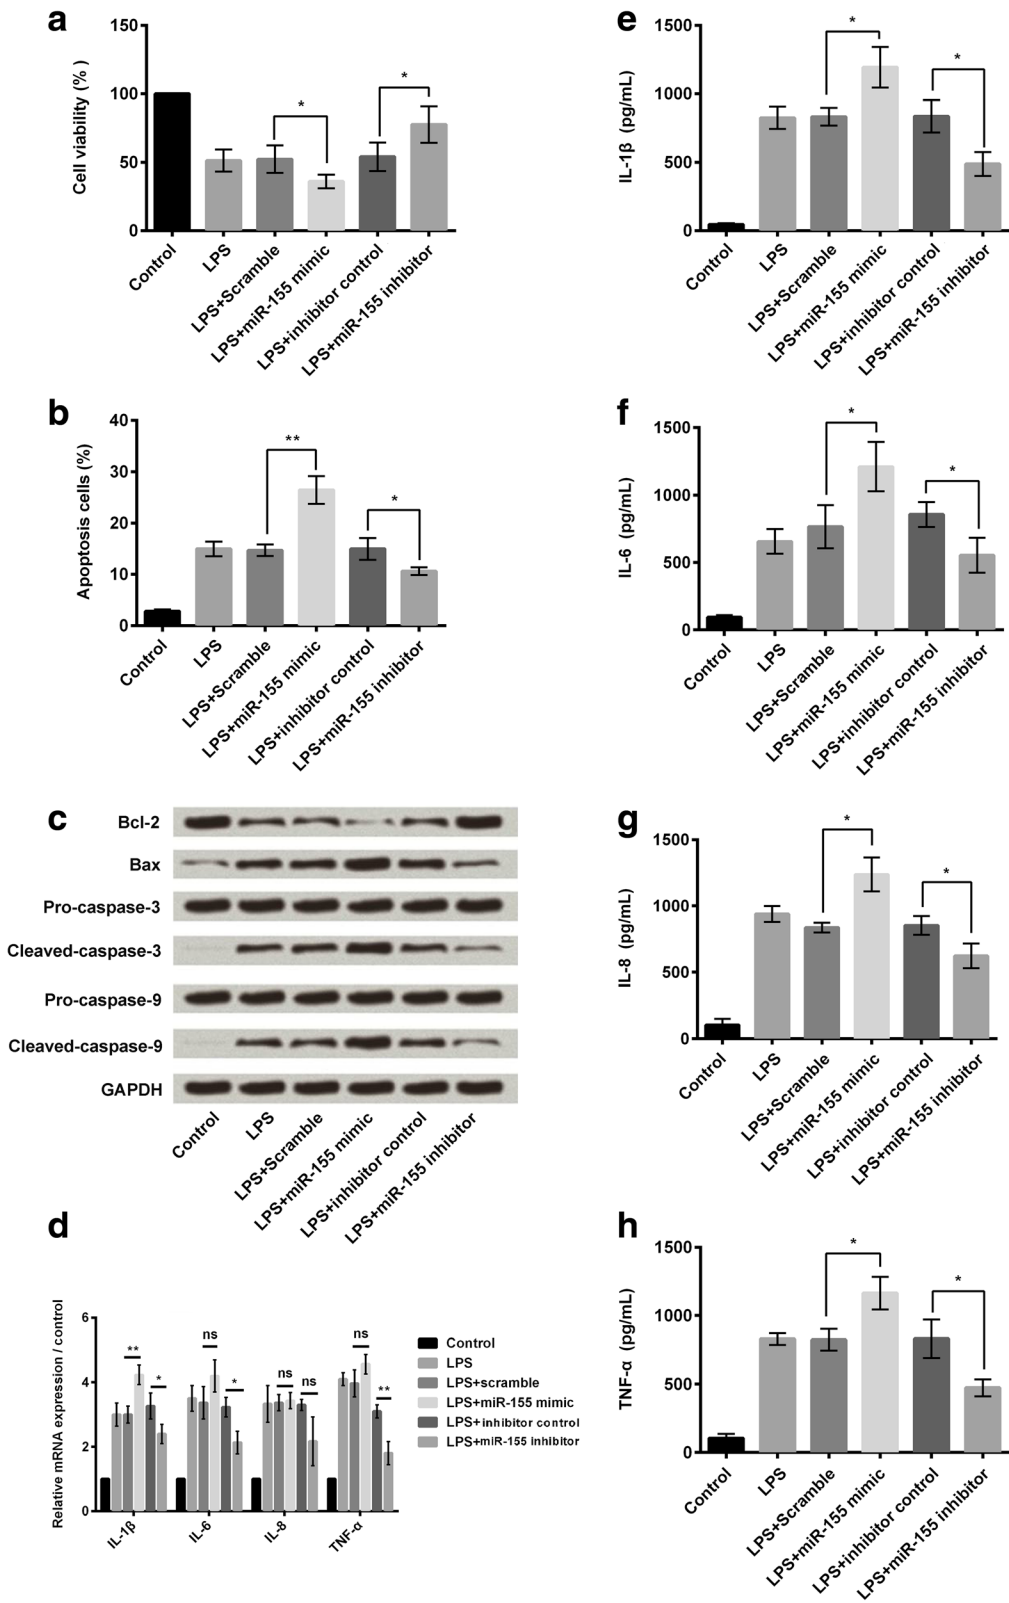 a
150
100
50
0
Cell viability (% )
*
*
Control
LPS
LPS+Scramble
LPS+miR-155 mimic
LPS+inhibitor control
LPS+miR-155 inhibitor
b
40
30
20
10
0
Apoptosis cells (%)
**
*
Control
LPS
LPS+Scramble
LPS+miR-155 mimic
LPS+inhibitor control
LPS+miR-155 inhibitor
c
Bcl-2
Bax
Pro-caspase-3
Cleaved-caspase-3
Pro-caspase-9
Cleaved-caspase-9
GAPDH
Control
LPS
LPS+Scramble
LPS+miR-155 mimic
LPS+inhibitor control
LPS+miR-155 inhibitor
d
6
4
2
0
Relative mRNA expression / control
**
*
ns
*
ns
ns
ns
**
IL-1β
IL-6
IL-8
TNF-α
Control
LPS
LPS+scramble
LPS+miR-155 mimic
LPS+inhibitor control
LPS+miR-155 inhibitor
e
1500
1000
500
0
IL-1β (pg/mL)
*
*
Control
LPS
LPS+Scramble
LPS+miR-155 mimic
LPS+inhibitor control
LPS+miR-155 inhibitor
f
1500
1000
500
0
IL-6 (pg/mL)
*
*
Control
LPS
LPS+Scramble
LPS+miR-155 mimic
LPS+inhibitor control
LPS+miR-155 inhibitor
g
1500
1000
500
0
IL-8 (pg/mL)
*
*
Control
LPS
LPS+Scramble
LPS+miR-155 mimic
LPS+inhibitor control
LPS+miR-155 inhibitor
h
1500
1000
500
0
TNF-α (pg/mL)
*
*
Control
LPS
LPS+Scramble
LPS+miR-155 mimic
LPS+inhibitor control
LPS+miR-155 inhibitor